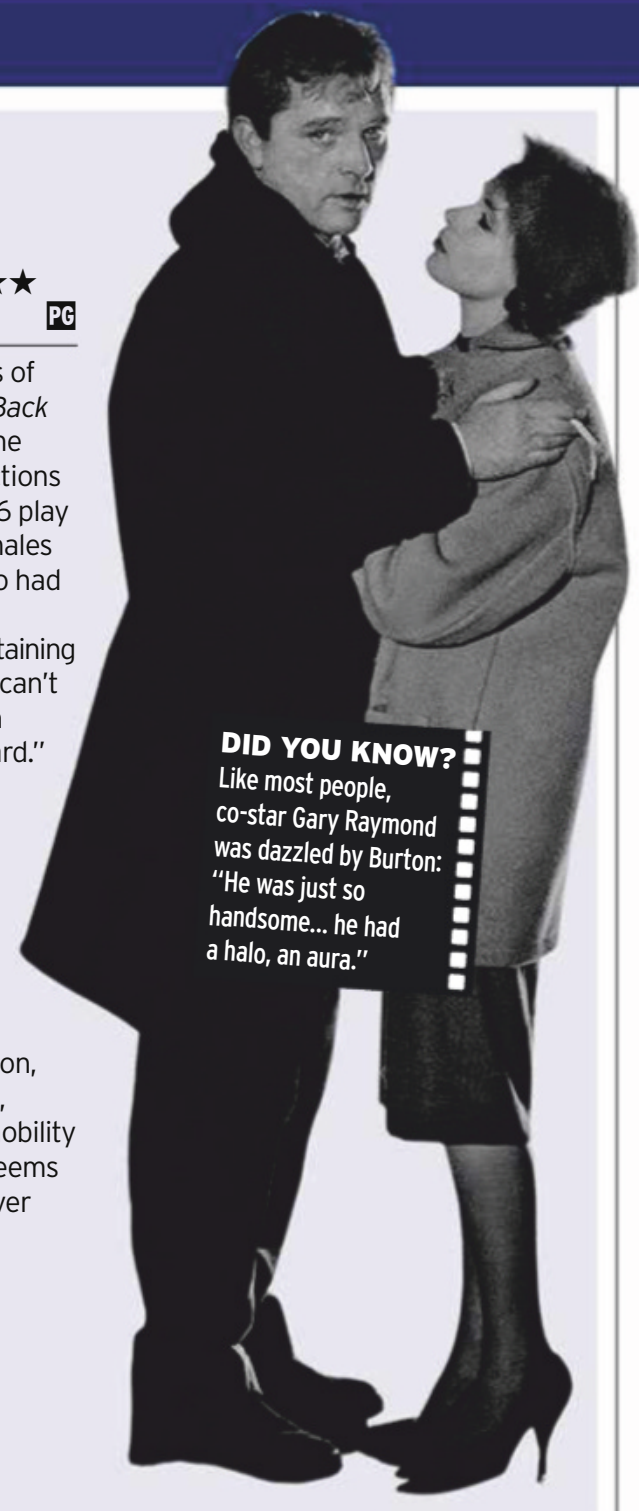 ★★
PG
s of
Back
ne
tions
6 play
nales
o had
taining
can't
ard."
DID YOU KNOW?
Like most people,
co-star Gary Raymond
was dazzled by Burton:
“He was just so
handsome... he had
a halo, an aura.”
on,
,
obility
eems
ver